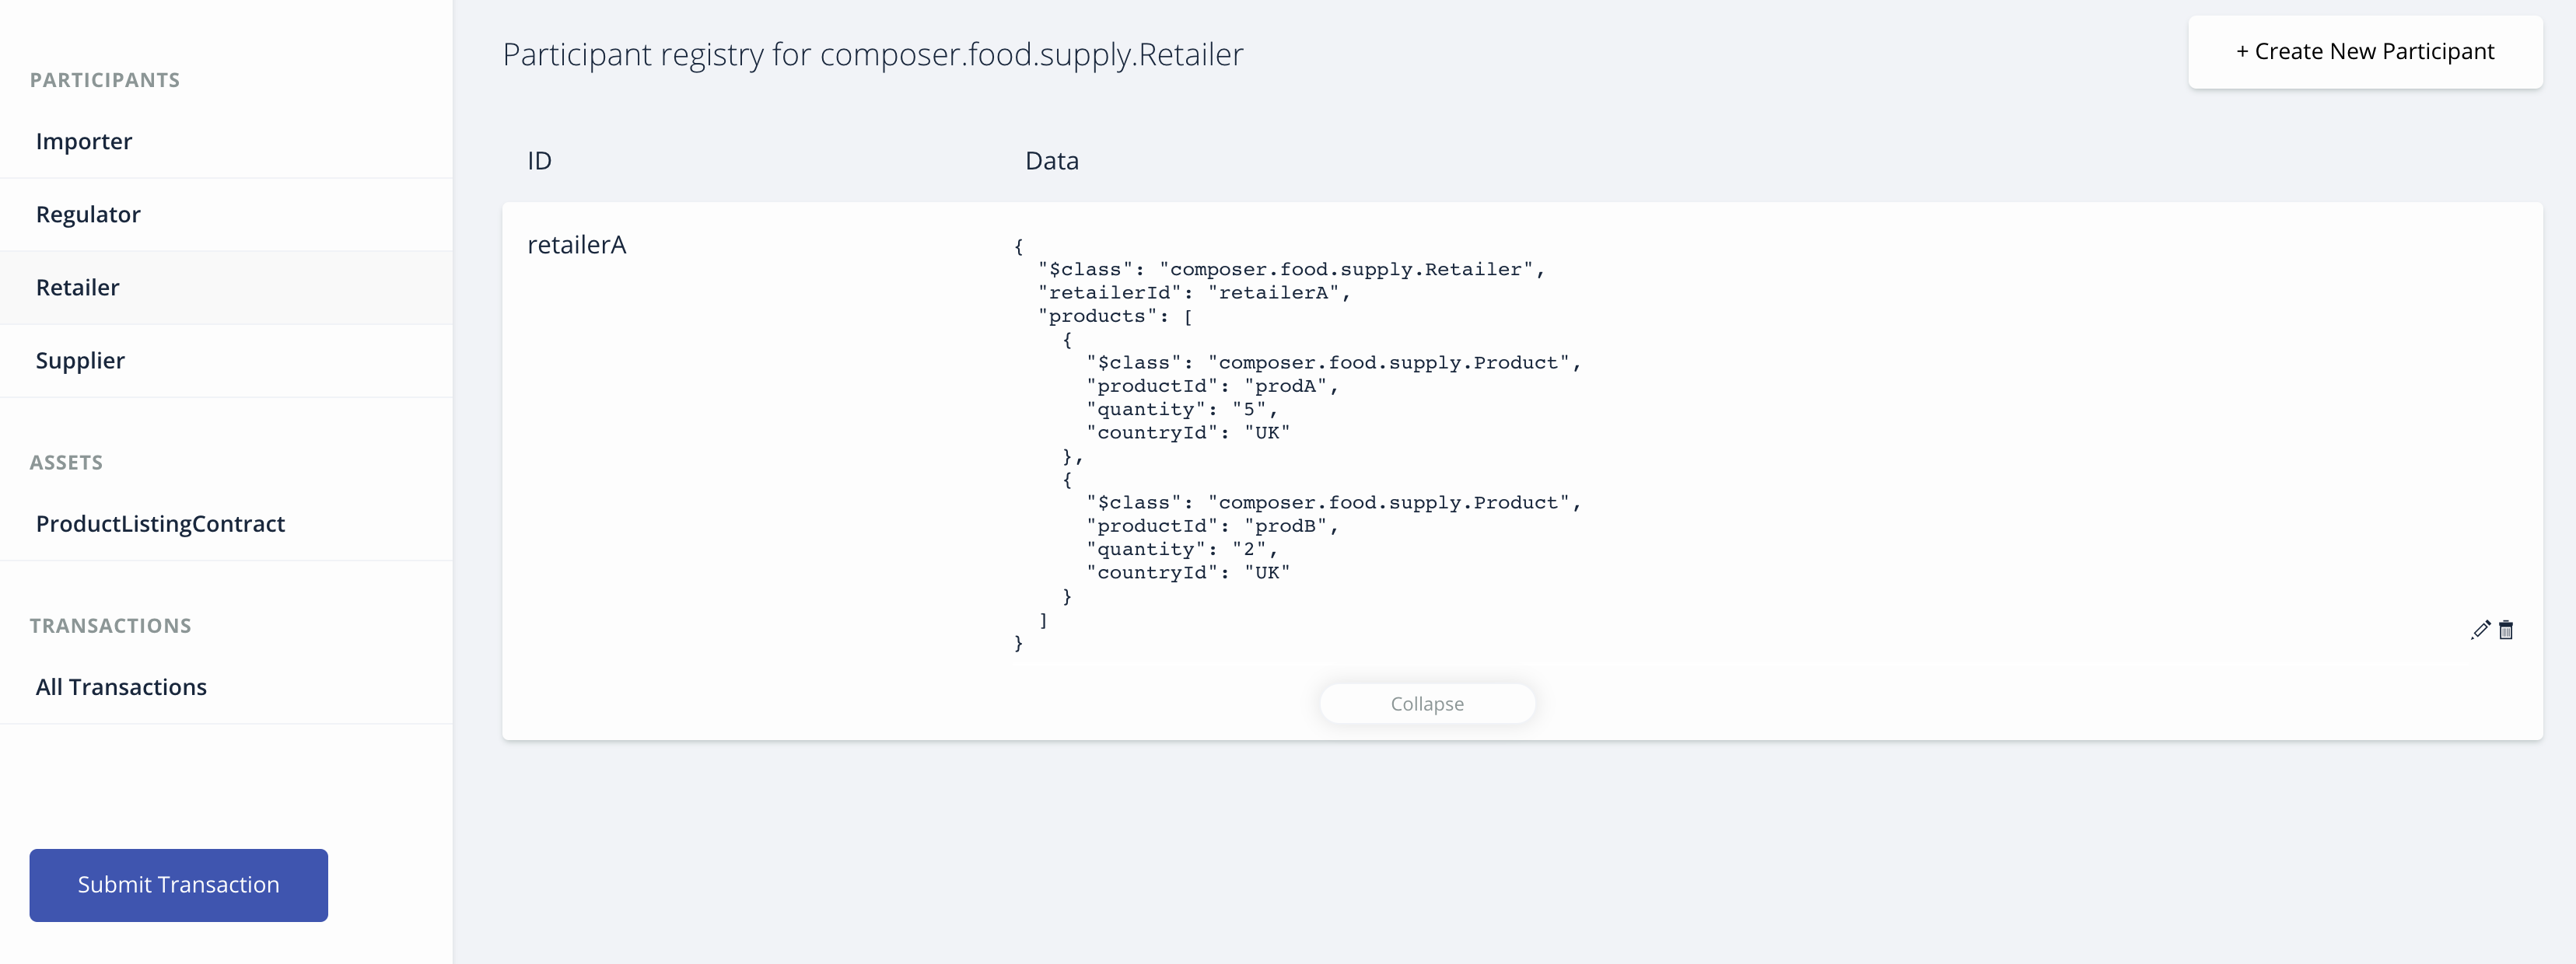 PARTICIPANTS
Importer
Regulator
Retailer
Supplier
ASSETS
ProductListingContract
TRANSACTIONS
All Transactions
Submit Transaction
Participant registry for composer.food.supply.Retailer
+ Create New Participant
ID Data
retailerA
{
  "$class": "composer.food.supply.Retailer",
  "retailerId": "retailerA",
  "products": [
    {
      "$class": "composer.food.supply.Product",
      "productId": "prodA",
      "quantity": "5",
      "countryId": "UK"
    },
    {
      "$class": "composer.food.supply.Product",
      "productId": "prodB",
      "quantity": "2",
      "countryId": "UK"
    }
  ]
}
Collapse